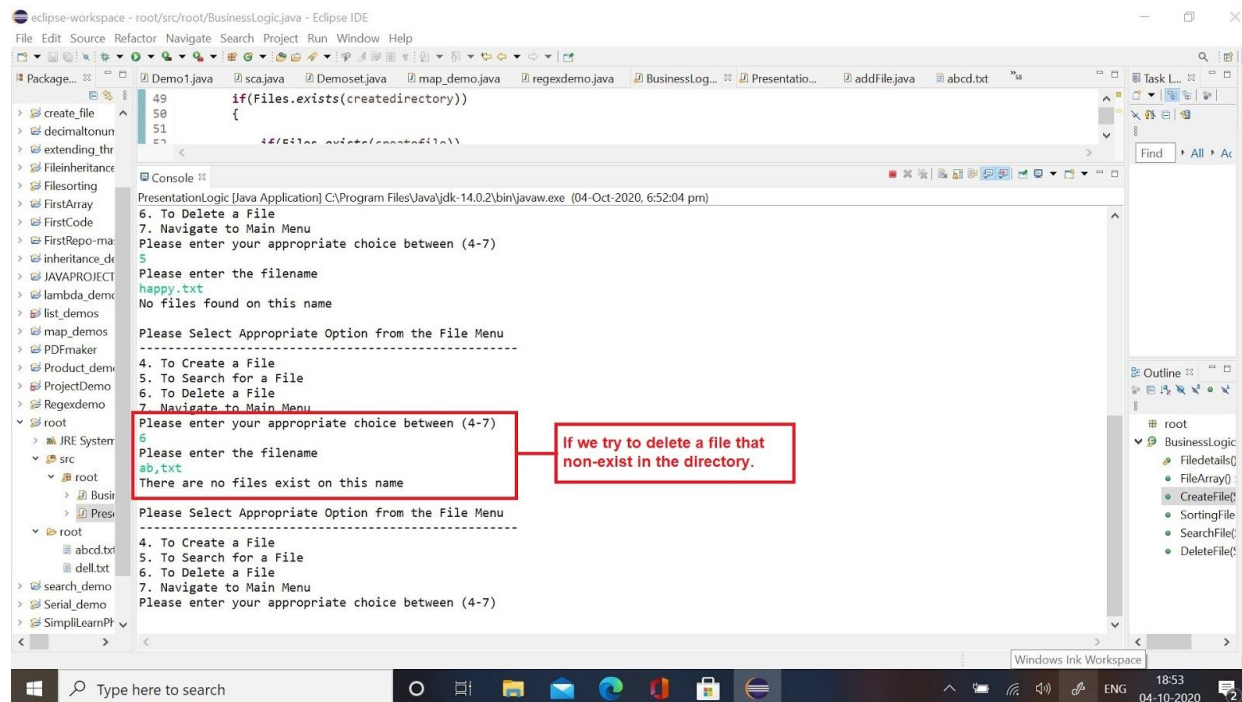 eclipse-workspace - root/src/root/BusinessLogic.java - Eclipse IDE
File Edit Source Refactor Navigate Search Project Run Window Help
Package...
Demo1.java sca.java Demoset.java map_demo.java regexdemo.java BusinessLog... Presentatio... addFile.java abcd.txt
Task L...
49 if(Files.exists(createdirectory))
50 {
51
52 if(Files.exists(createfile))
Find All Ac
create_file
decimaltonum
extending_thr
Fileinheritance
Filesorting
FirstArray
FirstCode
FirstRepo-ma
inheritance_de
JAVAPROJECT
lambda_demo
list_demos
map_demos
PDFmaker
Product_demo
ProjectDemo
Regexdemo
root
JRE System
src
root
Busin
Prese
root
abcd.txt
dell.txt
search_demo
Serial_demo
SimpliLearnPh
Console
PresentationLogic [Java Application] C:\Program Files\Java\jdk-14.0.2\bin\javaw.exe (04-Oct-2020, 6:52:04 pm)
6. To Delete a File
7. Navigate to Main Menu
Please enter your appropriate choice between (4-7)
5
Please enter the filename
happy.txt
No files found on this name
Please Select Appropriate Option from the File Menu
-----------------------------------------------------
4. To Create a File
5. To Search for a File
6. To Delete a File
7. Navigate to Main Menu
Please enter your appropriate choice between (4-7)
6
Please enter the filename
ab,txt
There are no files exist on this name
If we try to delete a file that
non-exist in the directory.
Please Select Appropriate Option from the File Menu
-----------------------------------------------------
4. To Create a File
5. To Search for a File
6. To Delete a File
7. Navigate to Main Menu
Please enter your appropriate choice between (4-7)
Outline
root
BusinessLogic
Filedetails()
FileArray() :
CreateFile(S
SortingFile
SearchFile(
DeleteFile(S
Windows Ink Workspace
Type here to search
ENG
18:53
04-10-2020
2